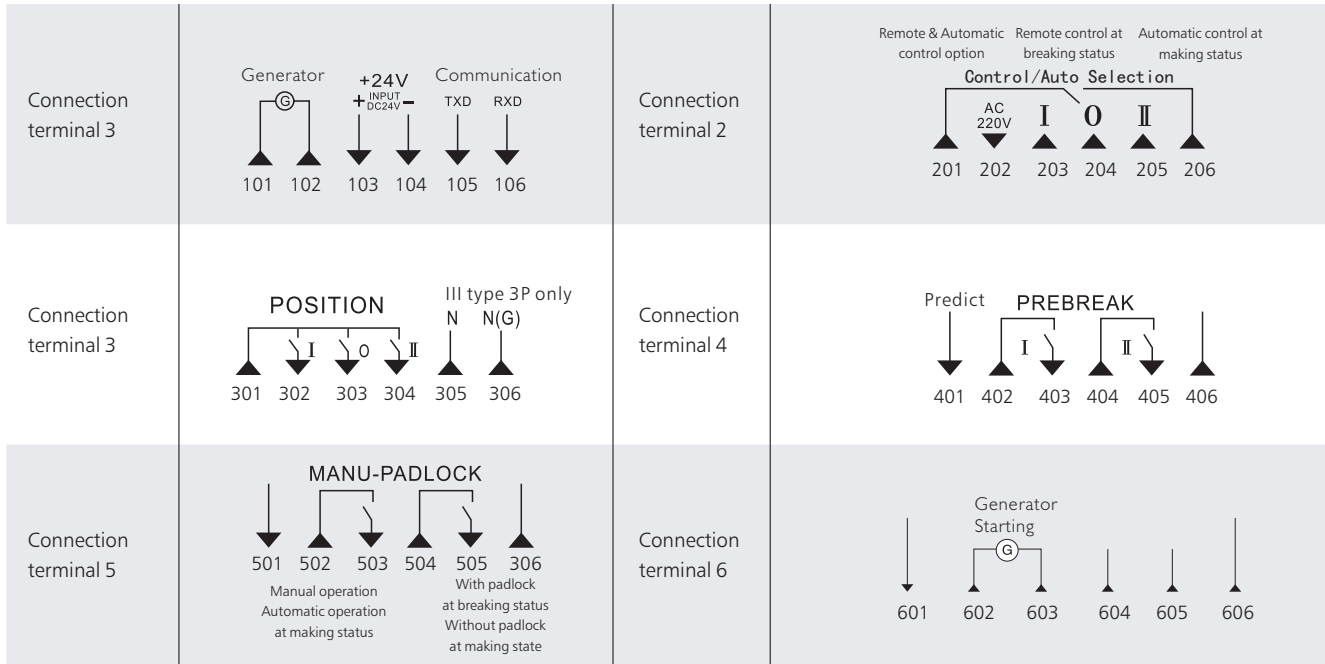 Connection
terminal 3
Generator
G
+24V
+ INPUT DC24V −
Communication
TXD RXD
101 102 103 104 105 106
Connection
terminal 2
Remote & Automatic
control option
Remote control at
breaking status
Automatic control at
making status
Control/Auto Selection
AC
220V
I 0 II
201 202 203 204 205 206
Connection
terminal 3
POSITION
III type 3P only
N N(G)
I 0 II
301 302 303 304 305 306
Connection
terminal 4
Predict PREBREAK
I II
401 402 403 404 405 406
Connection
terminal 5
MANU-PADLOCK
501 502 503 504 505 306
Manual operation
Automatic operation
at making status
With padlock
at breaking status
Without padlock
at making state
Connection
terminal 6
Generator
Starting
G
601 602 603 604 605 606